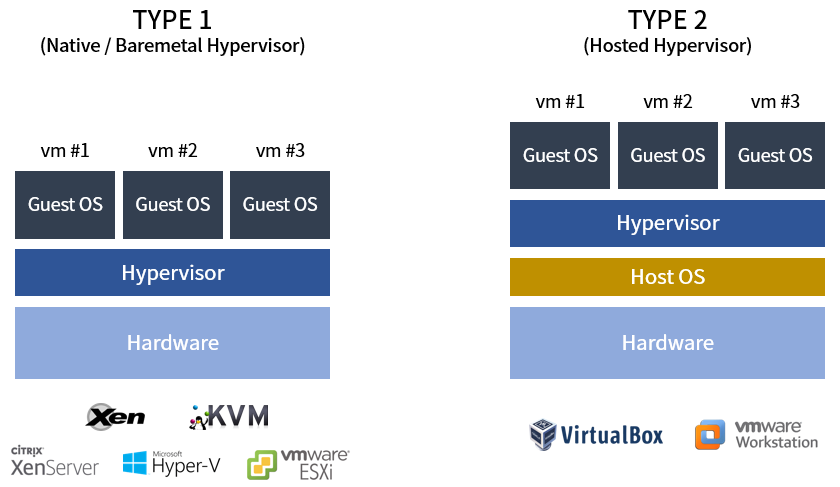 TYPE 1
(Native / Baremetal Hypervisor)
vm #1 vm #2 vm #3
Guest OS Guest OS Guest OS
Hypervisor
Hardware
Xen KVM
CITRIX
XenServer
Microsoft
Hyper-V
vmware
ESXi
TYPE 2
(Hosted Hypervisor)
vm #1 vm #2 vm #3
Guest OS Guest OS Guest OS
Hypervisor
Host OS
Hardware
VirtualBox
vmware
Workstation